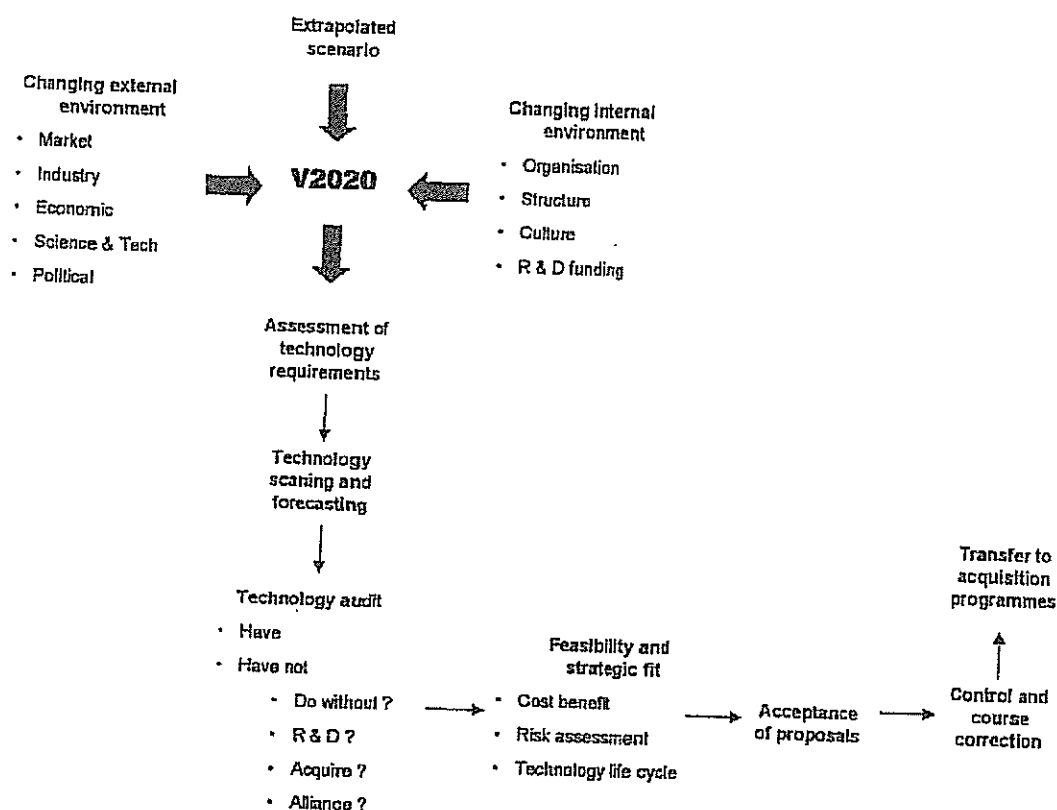 Extrapolated
scenario
Changing external
environment
• Market
• Industry
• Economic
• Science & Tech
• Political
V2020
Changing internal
environment
• Organisation
• Structure
• Culture
• R & D funding
Assessment of
technology
requirements
Technology
scaning and
forecasting
Technology audit
• Have
• Have not
• Do without ?
• R & D ?
• Acquire ?
• Alliance ?
Feasibility and
strategic fit
• Cost benefit
• Risk assessment
• Technology life cycle
Acceptance
of proposals
Control and
course
correction
Transfer to
acquisition
programmes